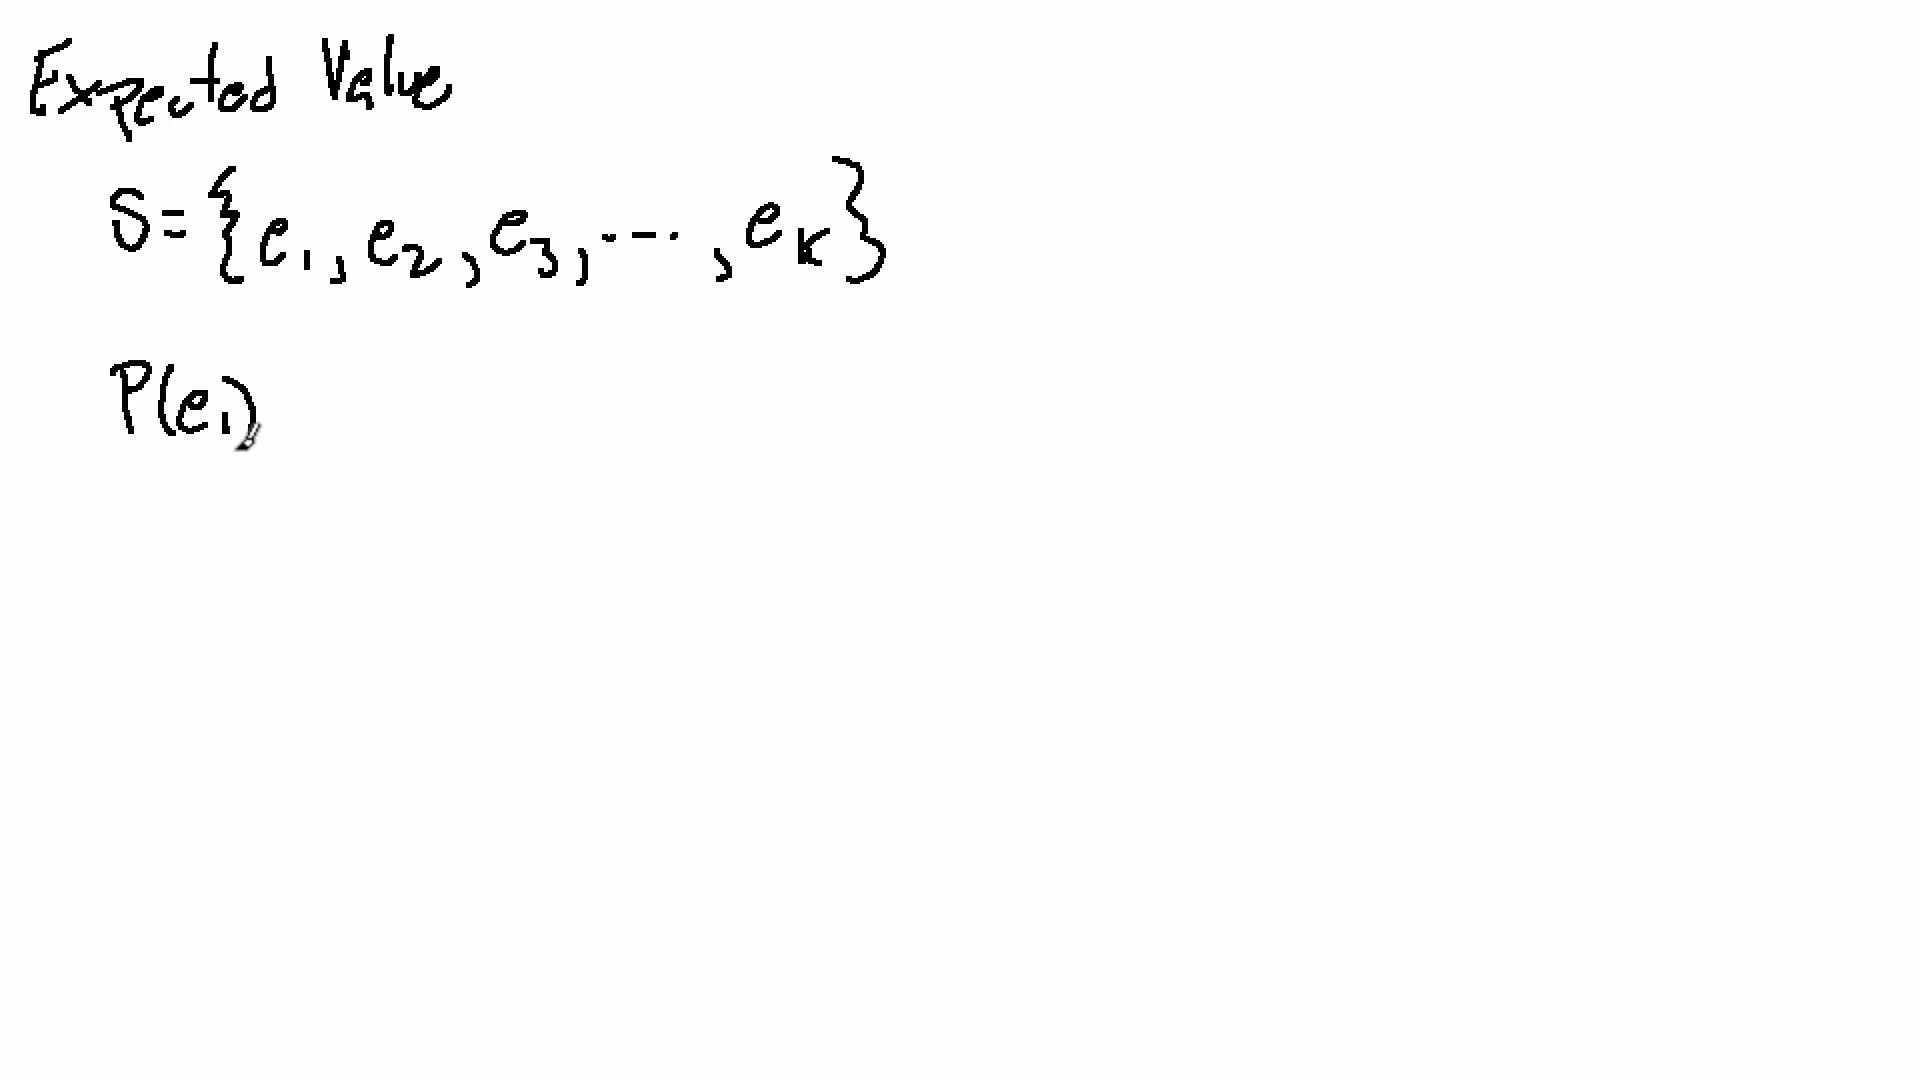 Expected Value
S = {e₁, e₂, e₃, ..., eₖ}
P(e₁)